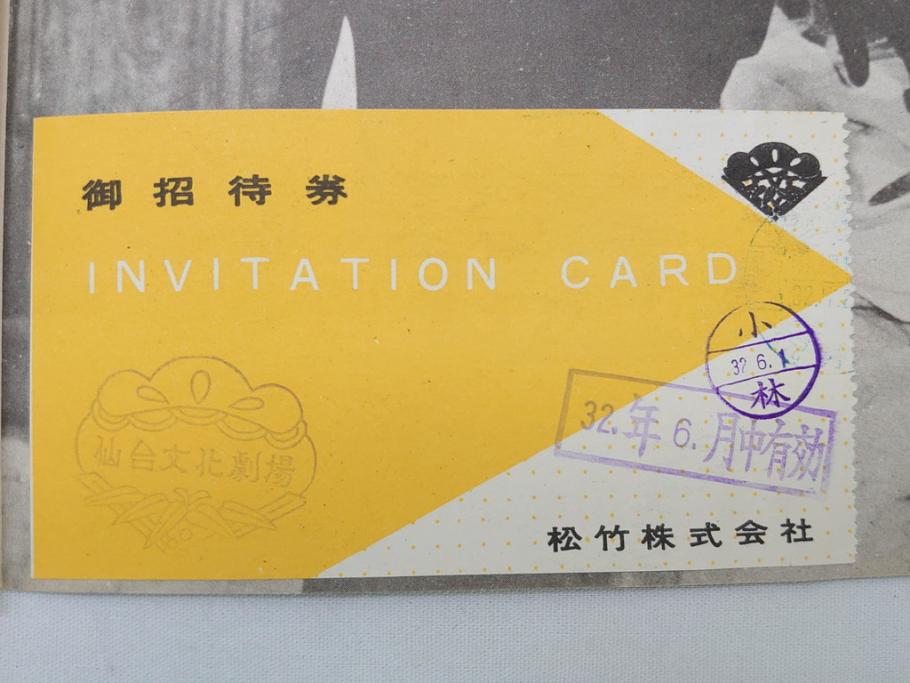 御招待券
INVITATION CARD
小
32.6.1
林
32.年6.月中有効
仙台文化劇場
松竹株式会社